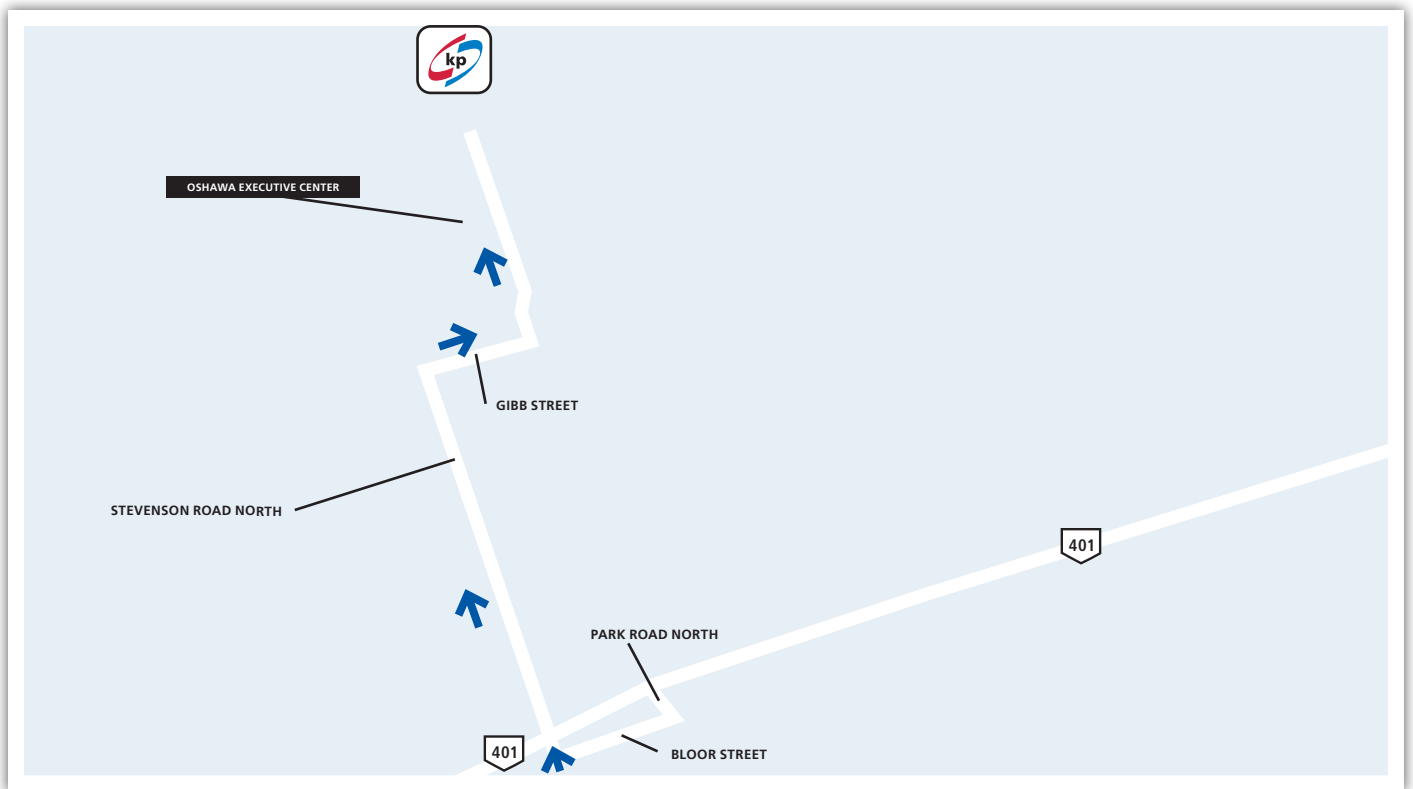 kp
OSHAWA EXECUTIVE CENTER
GIBB STREET
STEVENSON ROAD NORTH
401
PARK ROAD NORTH
401
BLOOR STREET